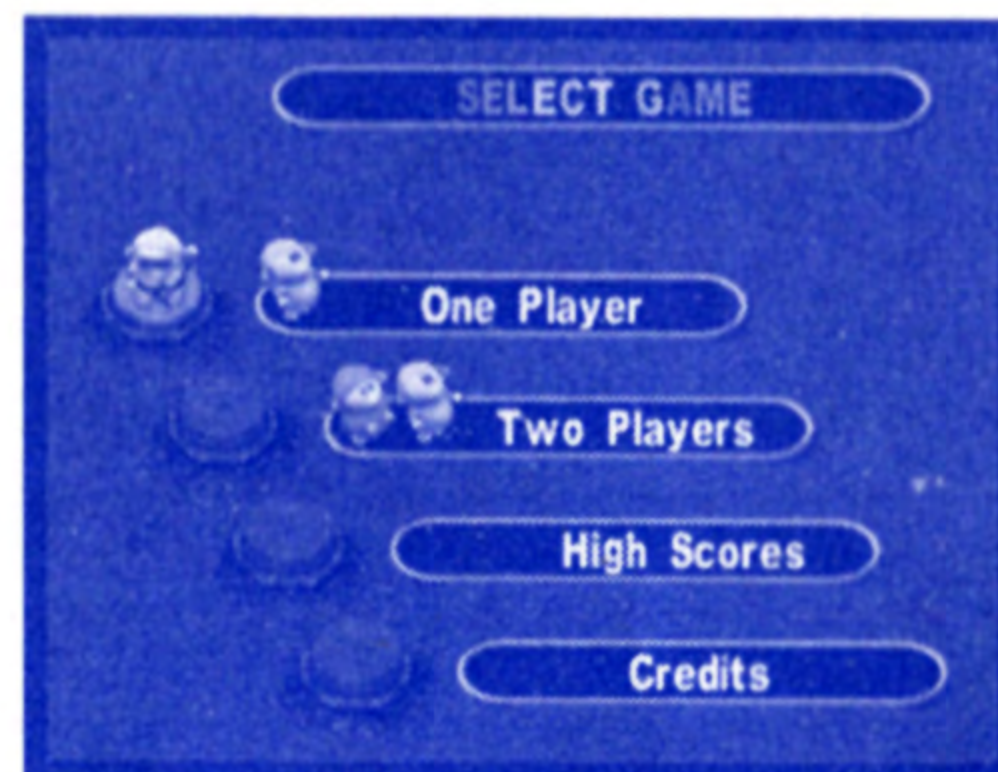 SELECT GAME
One Player
Two Players
High Scores
Credits